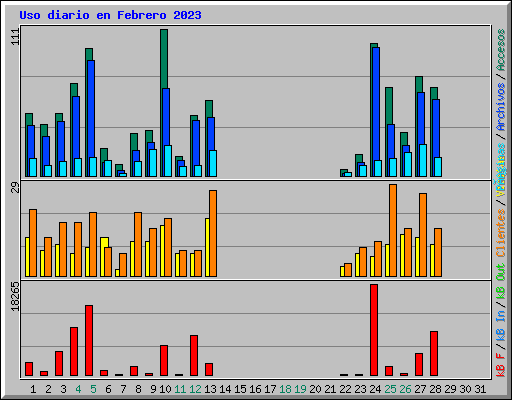 Uso diario en Febrero 2023
111
29
18265
kB F / kB In / kB Out Clientes / Visitas / Archivos / Accesos
1 2 3 4 5 6 7 8 9 10 11 12 13 14 15 16 17 18 19 20 21 22 23 24 25 26 27 28 29 30 31